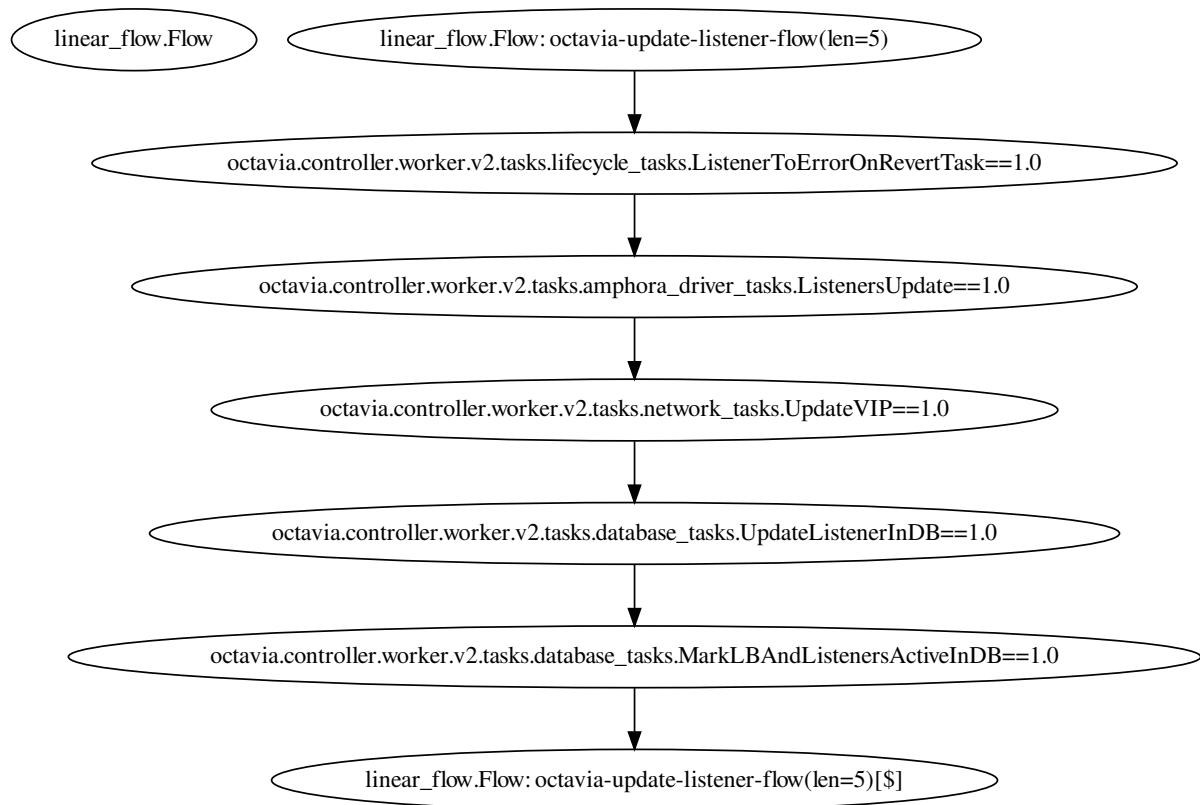 linear_flow.Flow
linear_flow.Flow: octavia-update-listener-flow(len=5)
octavia.controller.worker.v2.tasks.lifecycle_tasks.ListenerToErrorOnRevertTask==1.0
octavia.controller.worker.v2.tasks.amphora_driver_tasks.ListenersUpdate==1.0
octavia.controller.worker.v2.tasks.network_tasks.UpdateVIP==1.0
octavia.controller.worker.v2.tasks.database_tasks.UpdateListenerInDB==1.0
octavia.controller.worker.v2.tasks.database_tasks.MarkLBAndListenersActiveInDB==1.0
linear_flow.Flow: octavia-update-listener-flow(len=5)[$]